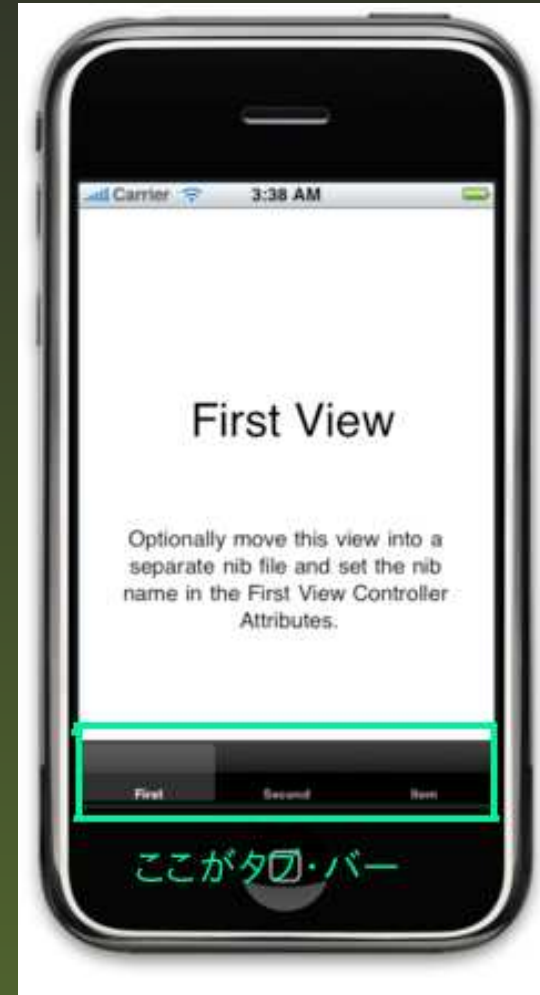 Carrier 3:38 AM
First View
Optionally move this view into a
separate nib file and set the nib
name in the First View Controller
Attributes.
First Second Item
ここがタブ・バー